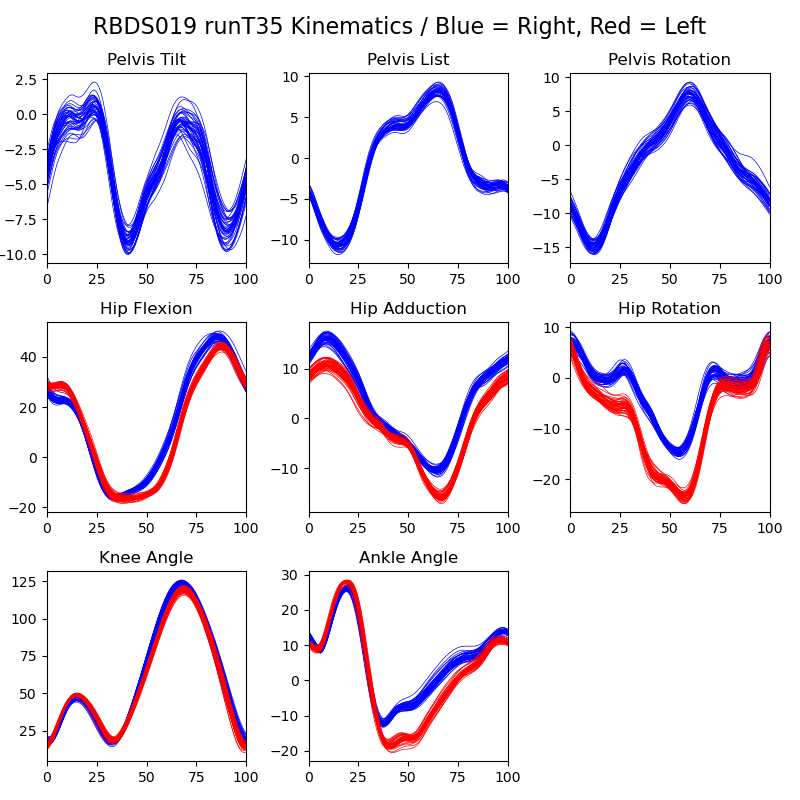 RBDS019 runT35 Kinematics / Blue = Right, Red = Left
Pelvis Tilt
Pelvis List
Pelvis Rotation
2.5
0.0
−2.5
−5.0
−7.5
−10.0
0 25 50 75 100
10
5
0
−5
−10
0 25 50 75 100
10
5
0
−5
−10
−15
0 25 50 75 100
Hip Flexion
Hip Adduction
Hip Rotation
40
20
0
−20
0 25 50 75 100
10
0
−10
0 25 50 75 100
10
0
−10
−20
0 25 50 75 100
Knee Angle
Ankle Angle
125
100
75
50
25
0 25 50 75 100
30
20
10
0
−10
−20
0 25 50 75 100